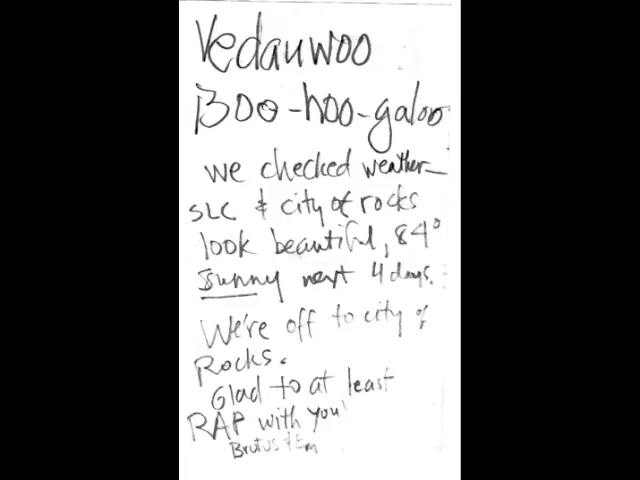 Vedauwoo
Boo-hoo-galoo
we checked weather-
SLC & city of rocks
look beautiful, 84°
Sunny next 4 days.
We're off to city of
Rocks.
Glad to at least
RAP with you!
Brutus & Em